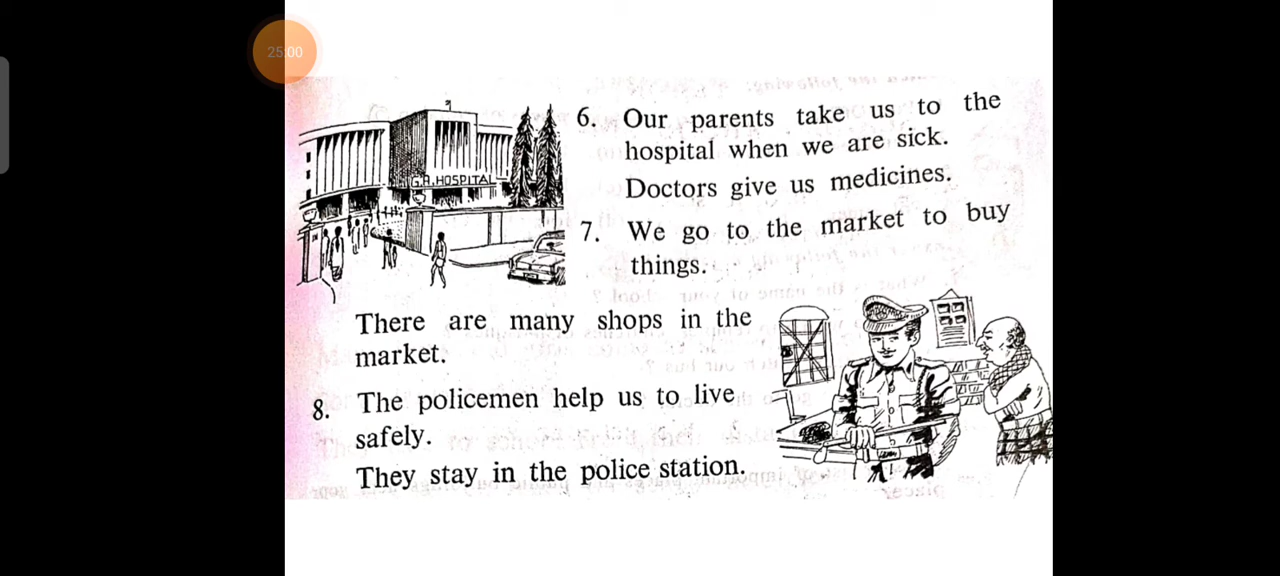 25:00
G.R.HOSPITAL
6. Our parents take us to the
hospital when we are sick.
Doctors give us medicines.
7. We go to the market to buy
things.
There are many shops in the
market.
8. The policemen help us to live
safely.
They stay in the police station.